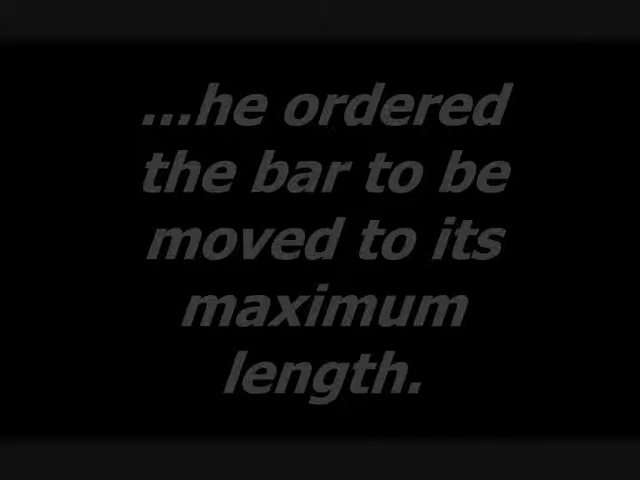 ...he ordered
the bar to be
moved to its
maximum
length.